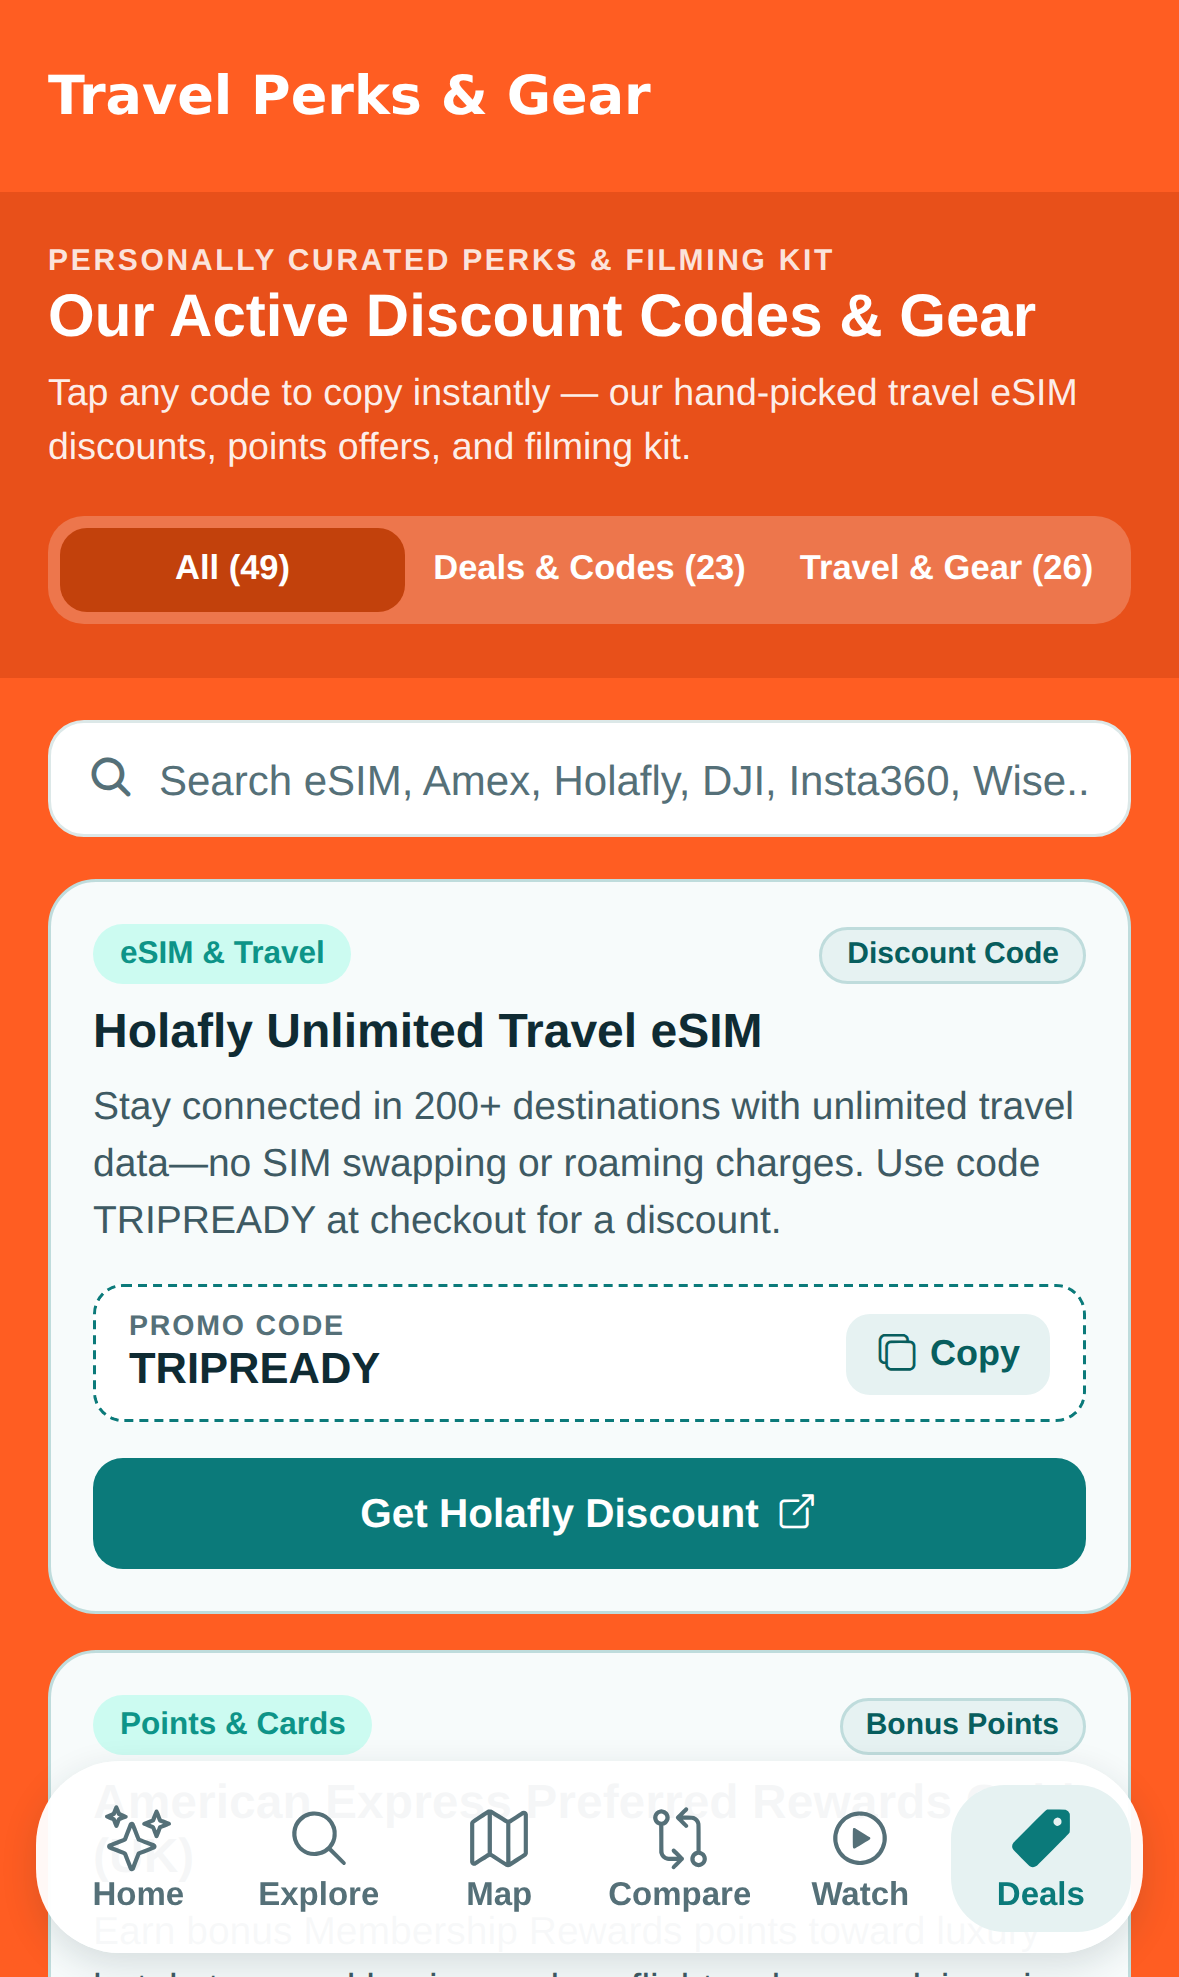 Travel Perks & Gear
PERSONALLY CURATED PERKS & FILMING KIT
Our Active Discount Codes & Gear
Tap any code to copy instantly — our hand-picked travel eSIM
discounts, points offers, and filming kit.
All (49)
Deals & Codes (23)
Travel & Gear (26)
Search eSIM, Amex, Holafly, DJI, Insta360, Wise..
eSIM & Travel
Discount Code
Holafly Unlimited Travel eSIM
Stay connected in 200+ destinations with unlimited travel
data—no SIM swapping or roaming charges. Use code
TRIPREADY at checkout for a discount.
PROMO CODE
TRIPREADY
Copy
Get Holafly Discount
Points & Cards
Bonus Points
American Express Preferred Rewards
(UK)
Earn bonus Membership Rewards points toward luxury
Home
Explore
Map
Compare
Watch
Deals